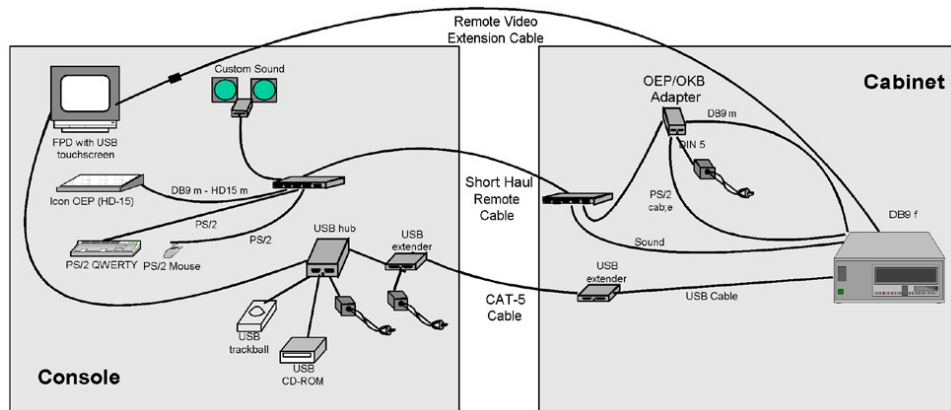 Remote Video
Extension Cable
Custom Sound
FPD with USB
touchscreen
Icon OEP (HD-15)
DB9 m - HD15 m
PS/2
PS/2 QWERTY
PS/2 Mouse
PS/2
USB hub
USB
extender
USB
trackball
USB
CD-ROM
Console
Short Haul
Remote
Cable
CAT-5
Cable
Cabinet
OEP/OKB
Adapter
DB9 m
DIN 5
PS/2
cab;e
Sound
DB9 f
USB
extender
USB Cable